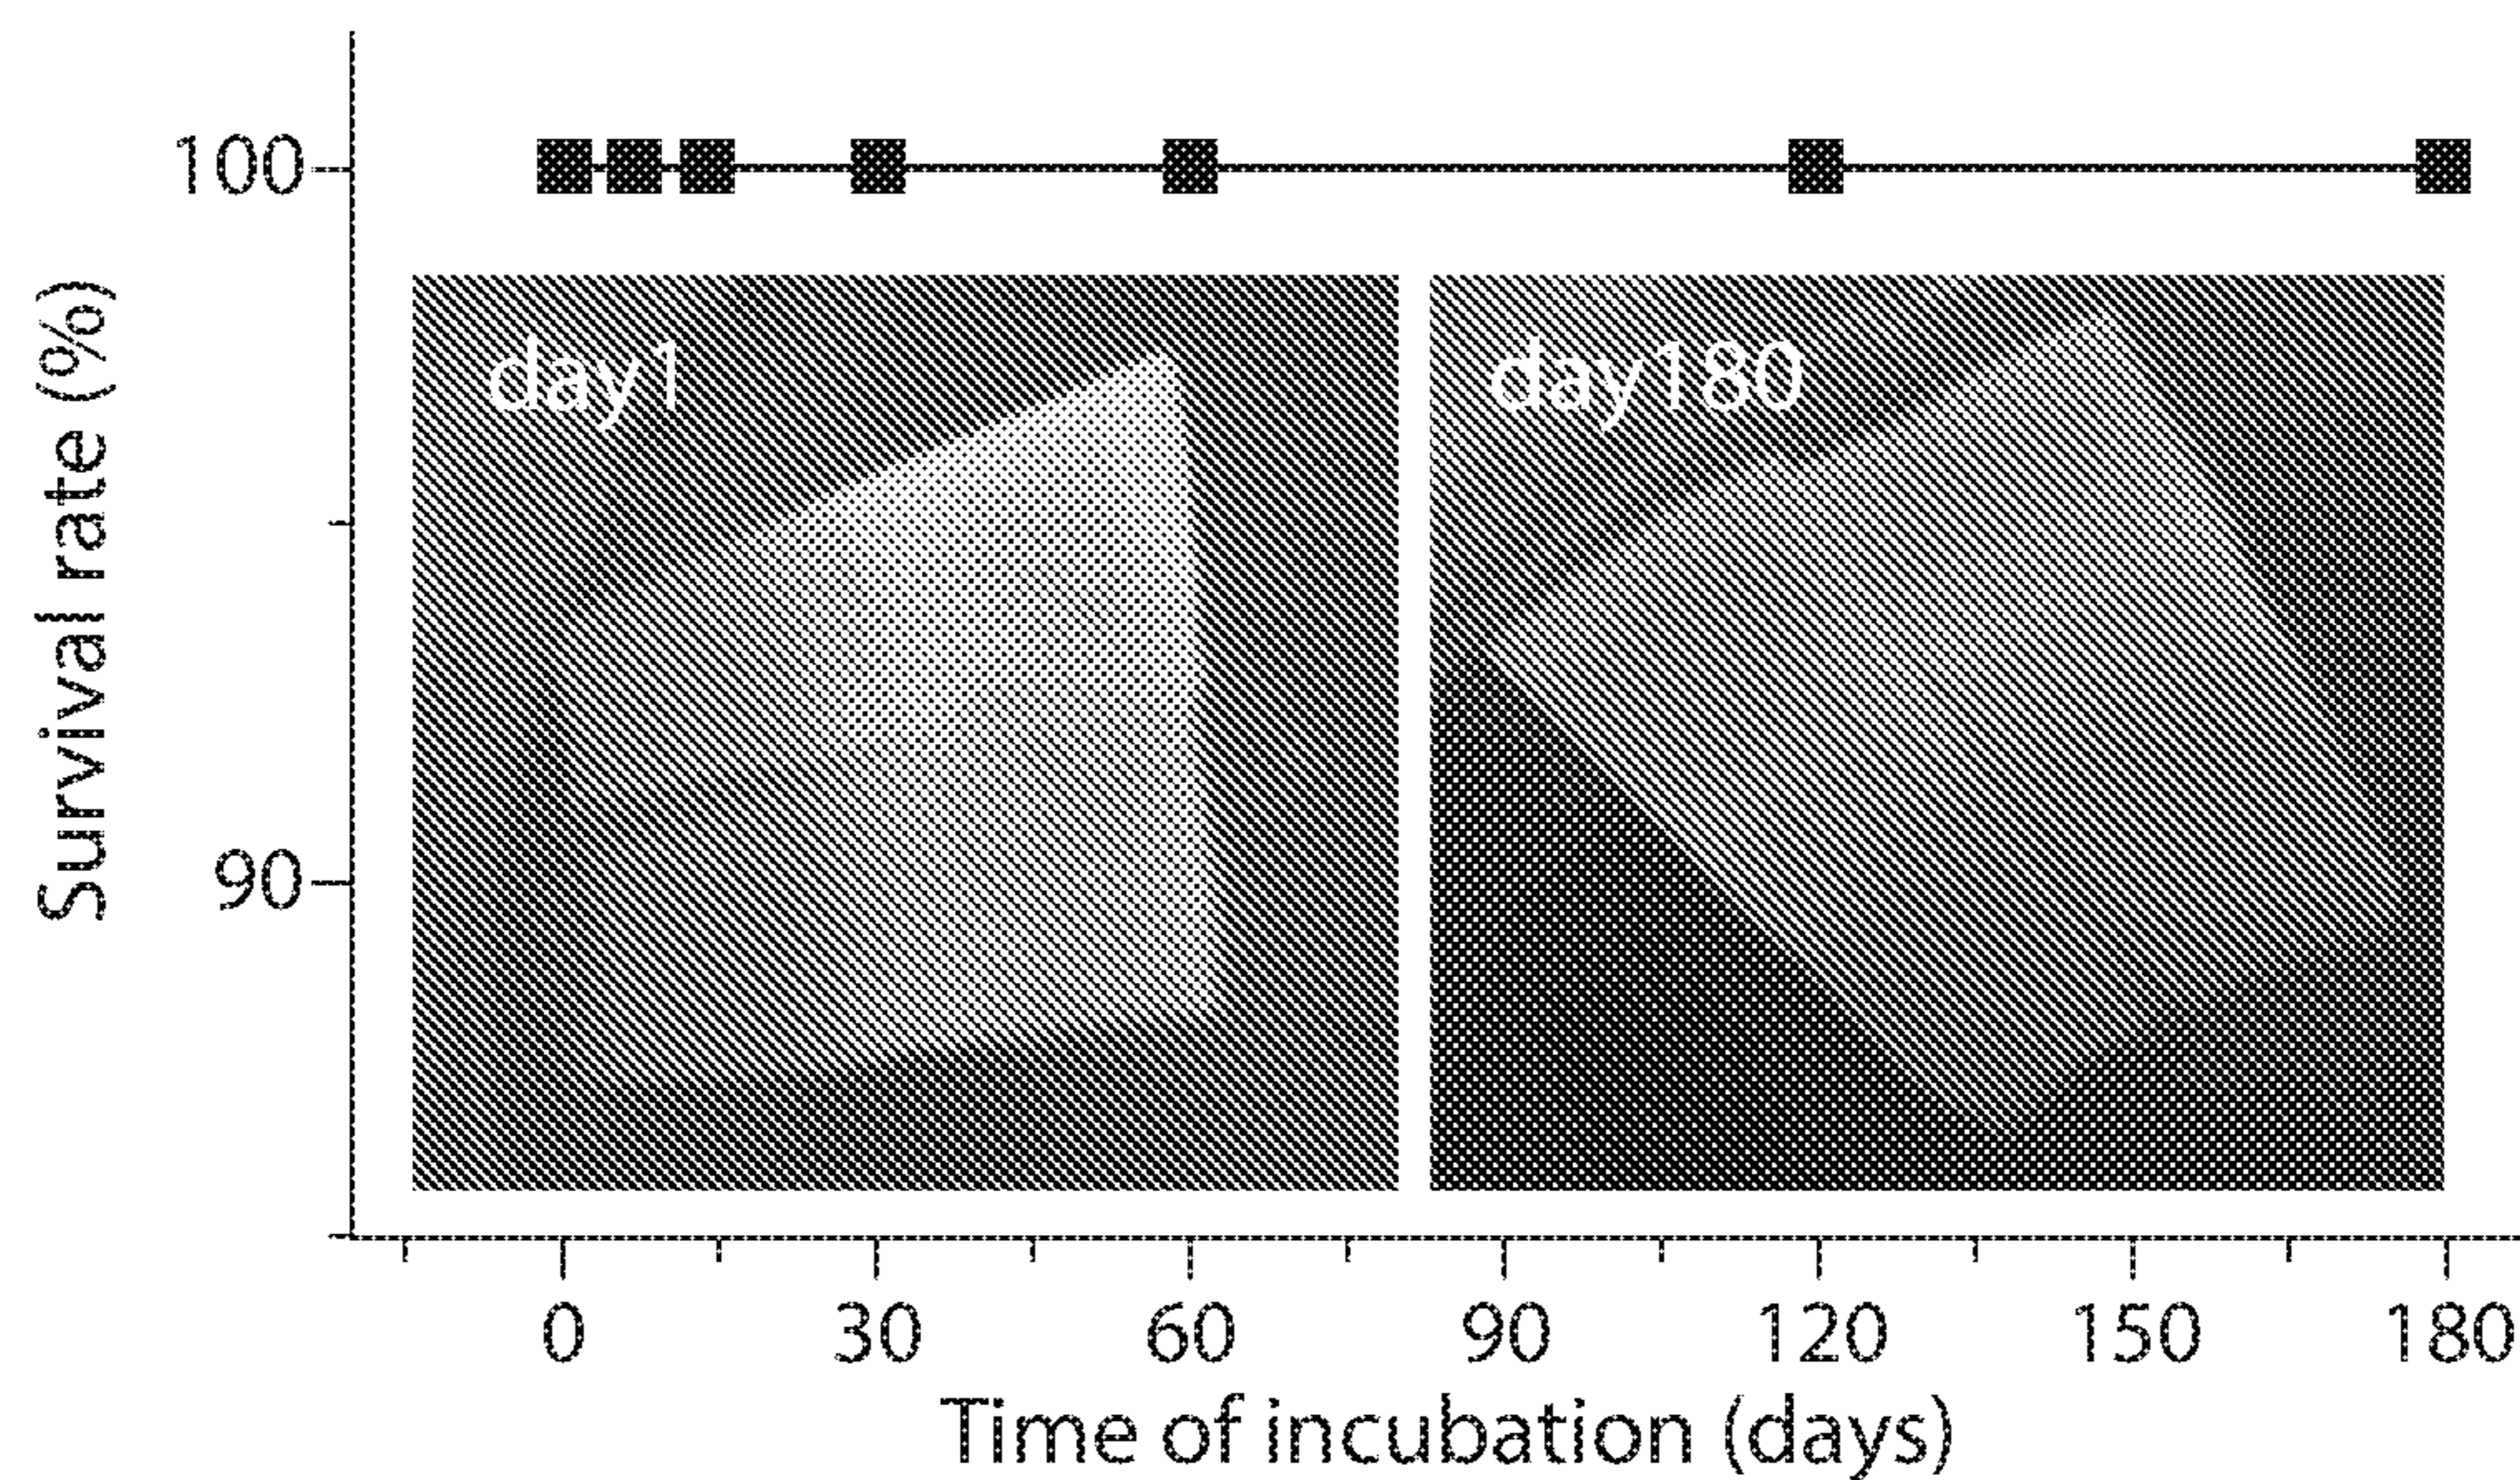 Survival rate (%)
100
90
day1
day180
0 30 60 90 120 150 180
Time of incubation (days)